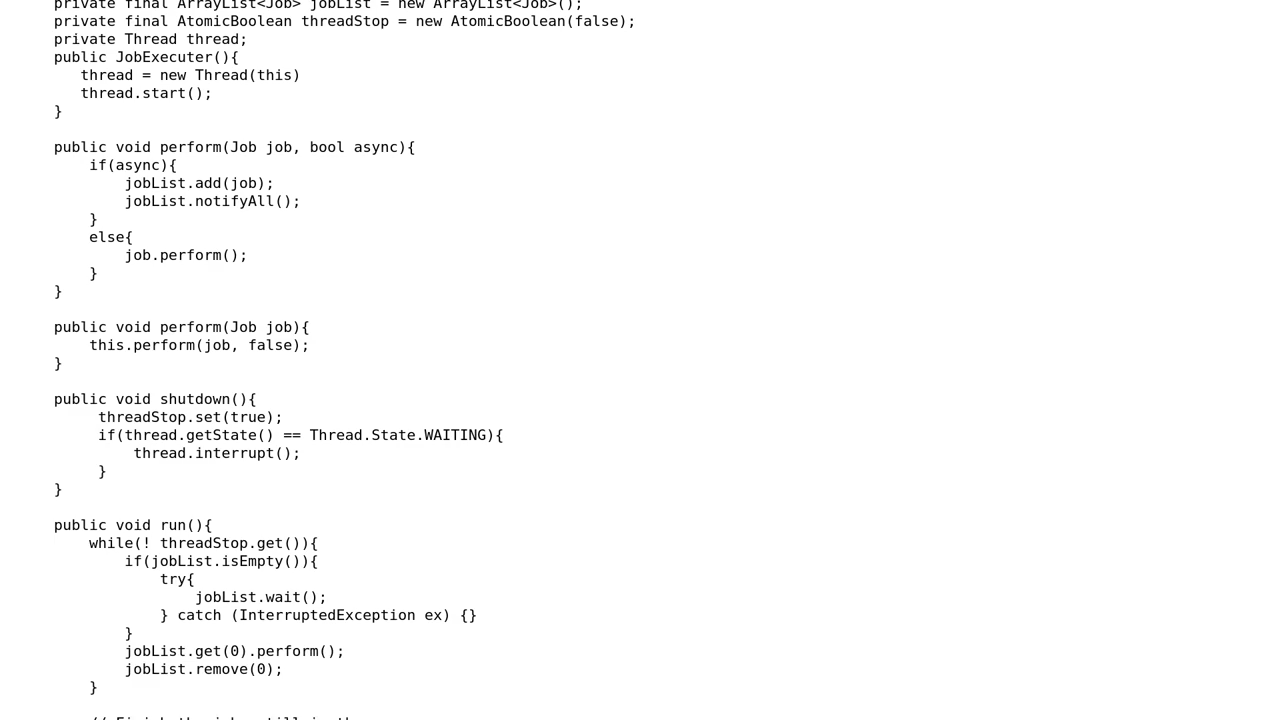 private final ArrayList<Job> jobList = new ArrayList<Job>();
private final AtomicBoolean threadStop = new AtomicBoolean(false);
private Thread thread;
public JobExecuter(){
thread = new Thread(this)
thread.start();
}
public void perform(Job job, bool async){
if(async){
jobList.add(job);
jobList.notifyAll();
}
else{
job.perform();
}
}
public void perform(Job job){
this.perform(job, false);
}
public void shutdown(){
threadStop.set(true);
if(thread.getState() == Thread.State.WAITING){
thread.interrupt();
}
}
public void run(){
while(! threadStop.get()){
if(jobList.isEmpty()){
try{
jobList.wait();
} catch (InterruptedException ex) {}
}
jobList.get(0).perform();
jobList.remove(0);
}